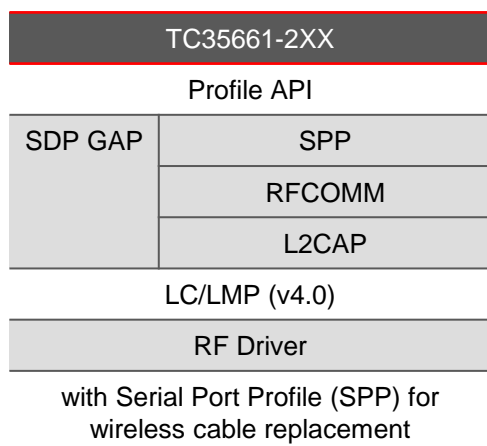 TC35661-2XX
Profile API
SDP GAP
SPP
RFCOMM
L2CAP
LC/LMP (v4.0)
RF Driver
with Serial Port Profile (SPP) for
wireless cable replacement